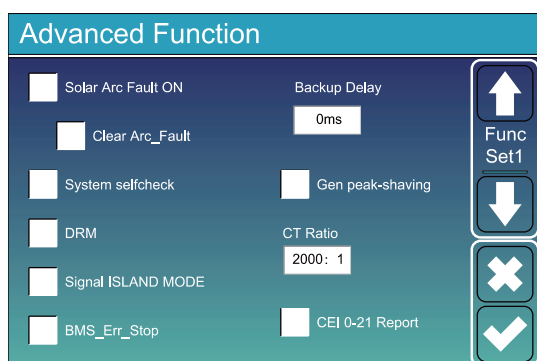 Advanced Function
Solar Arc Fault ON
Backup Delay
Clear Arc_Fault
0ms
Func
Set1
System selfcheck
Gen peak-shaving
DRM
CT Ratio
2000: 1
Signal ISLAND MODE
BMS_Err_Stop
CEI 0-21 Report